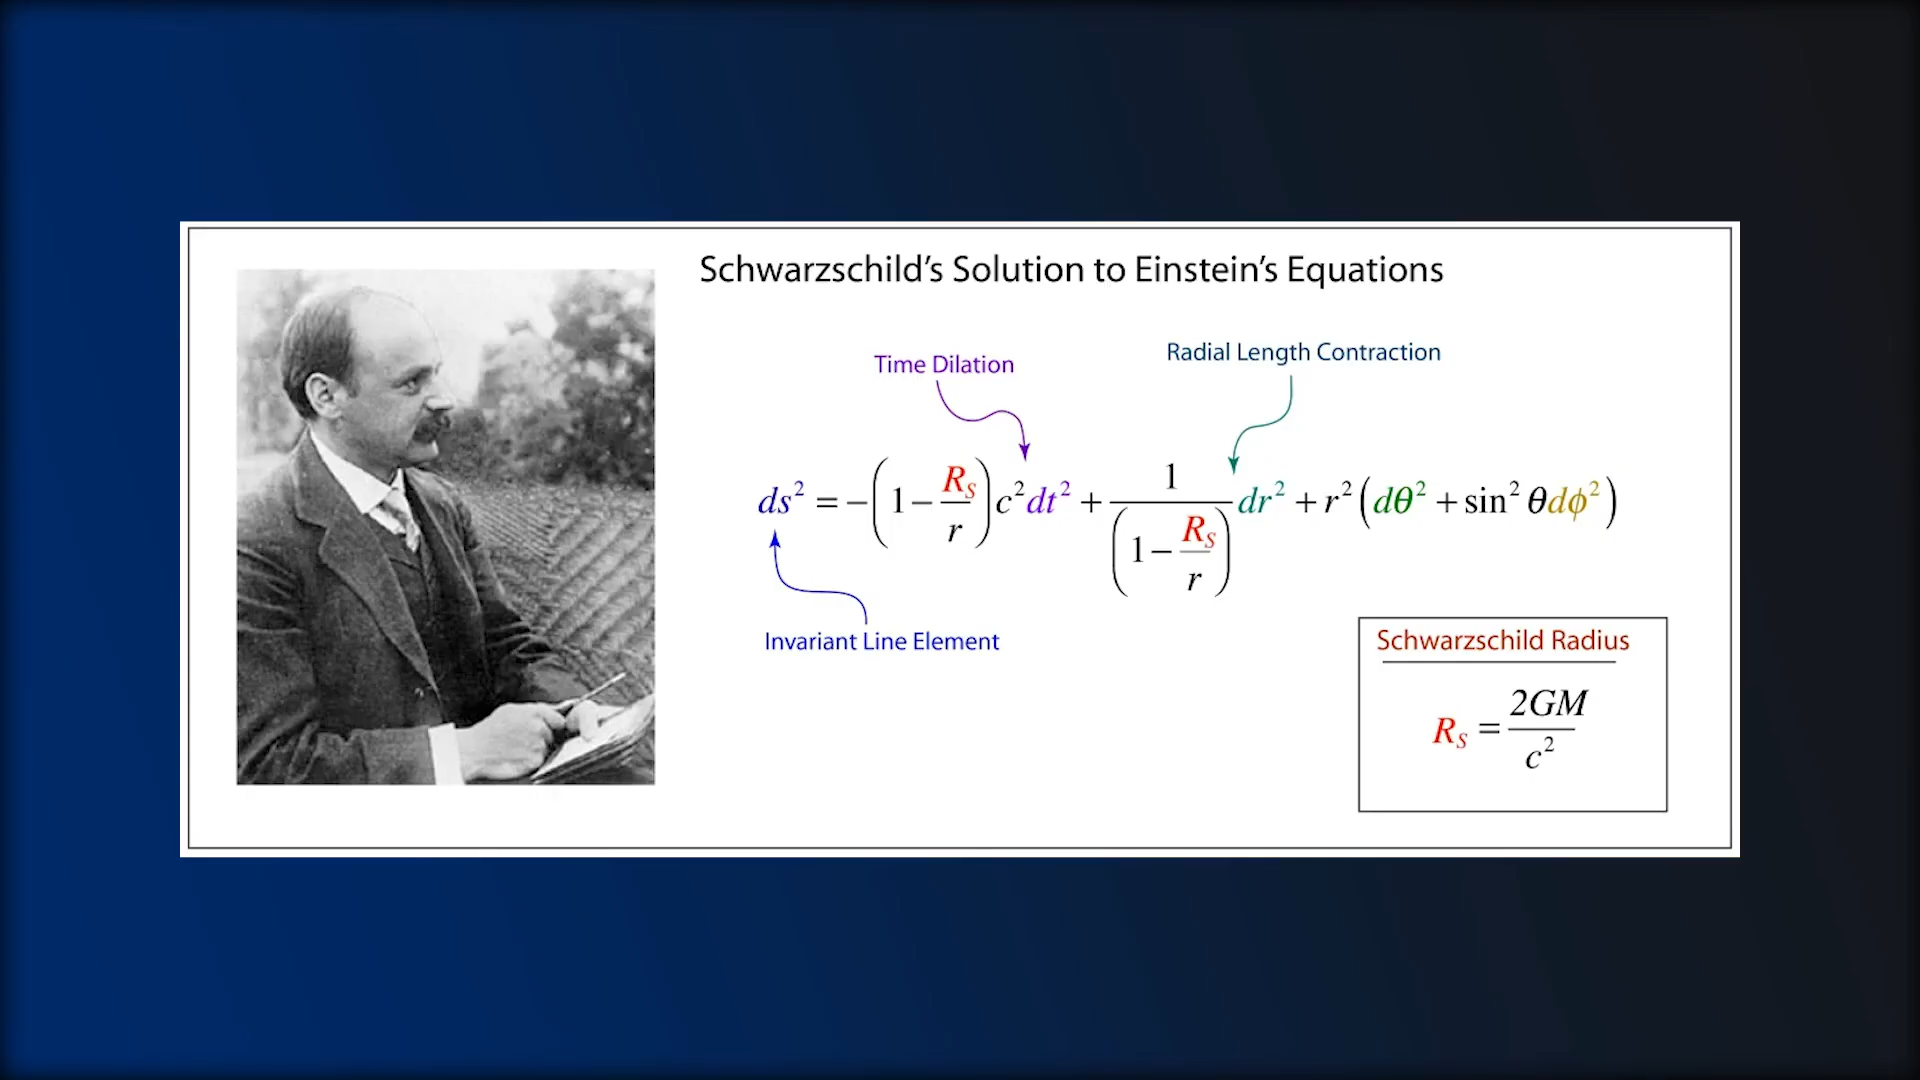 Schwarzschild's Solution to Einstein's Equations
Time Dilation
Radial Length Contraction
ds² = −(1 − R_S/r) c²dt² + 1/(1 − R_S/r) dr² + r²(dθ² + sin²θdϕ²)
Invariant Line Element
Schwarzschild Radius
R_S = 2GM/c²